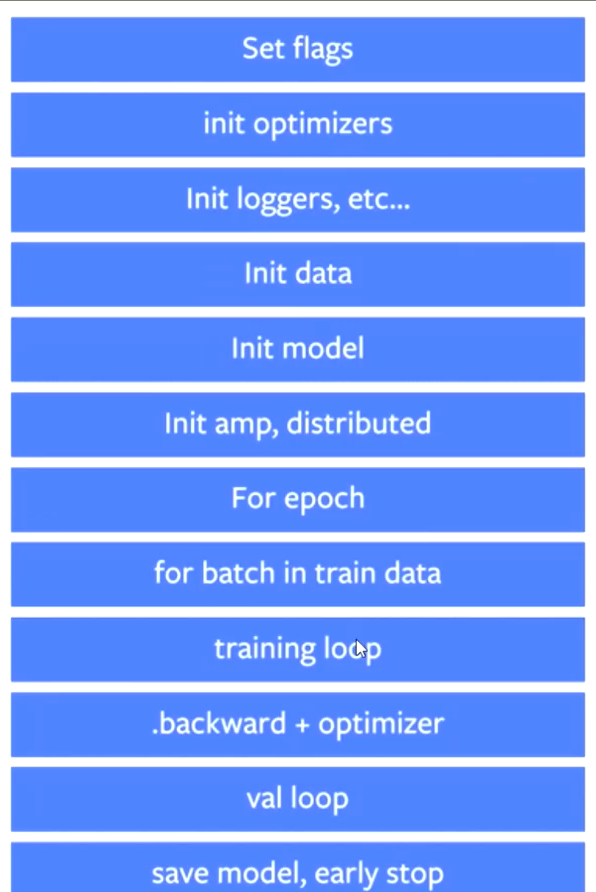 Set flags
init optimizers
Init loggers, etc...
Init data
Init model
Init amp, distributed
For epoch
for batch in train data
training loop
.backward + optimizer
val loop
save model, early stop